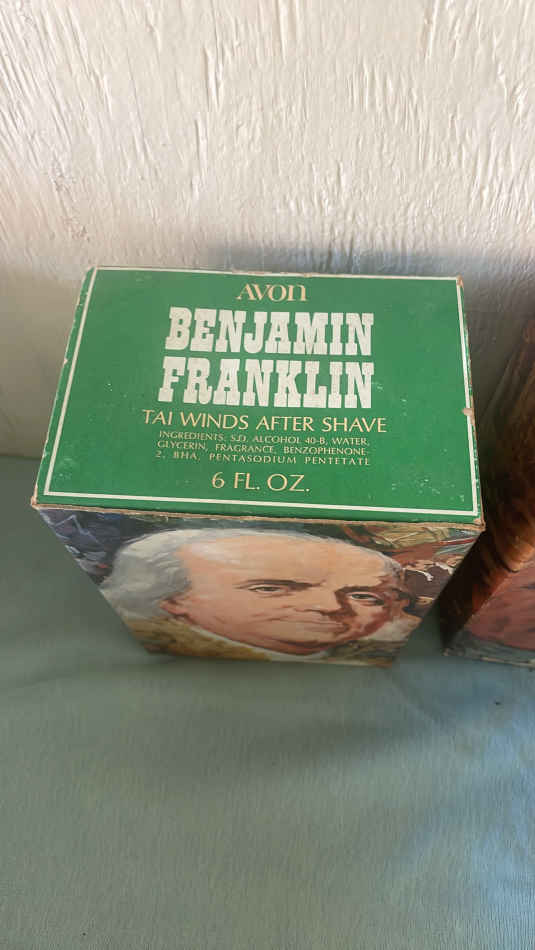 AVON
BENJAMIN
FRANKLIN
TAI WINDS AFTER SHAVE
INGREDIENTS: S.D. ALCOHOL 40-B, WATER,
GLYCERIN, FRAGRANCE, BENZOPHENONE-
2, BHA, PENTASODIUM PENTETATE
6 FL. OZ.